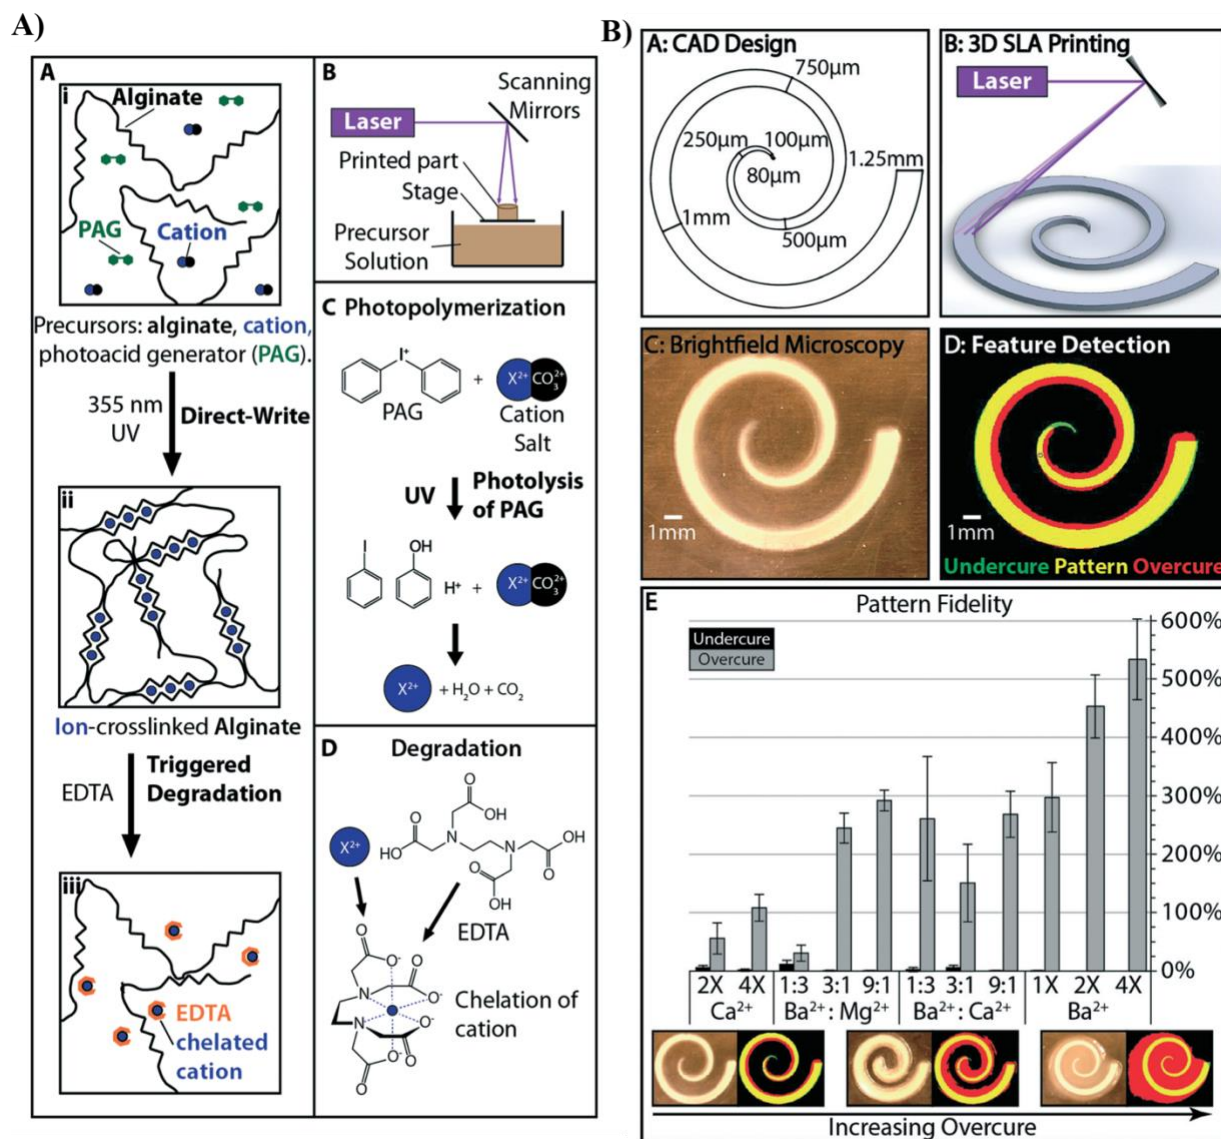 A)
A
i
Alginate
PAG
Cation
Precursors: alginate, cation,
photoacid generator (PAG).
355 nm
UV
Direct-Write
ii
Ion-crosslinked Alginate
EDTA
Triggered
Degradation
iii
EDTA
chelated
cation
B
Scanning
Mirrors
Laser
Printed part
Stage
Precursor
Solution
C Photopolymerization
I⁺
PAG
+
X²⁺ CO₃²⁺
Cation
Salt
UV
Photolysis
of PAG
I
OH
H⁺ + X²⁺ CO₃²⁺
X²⁺ + H₂O + CO₂
D Degradation
X²⁺
O
OH
O
HO
N
N
O
OH
O
OH
EDTA
O
O⁻
O
O⁻
N
N
O⁻
O
O⁻
O
Chelation of
cation
B)
A: CAD Design
750µm
250µm
100µm
80µm
1.25mm
1mm
500µm
B: 3D SLA Printing
Laser
C: Brightfield Microscopy
1mm
D: Feature Detection
1mm
Undercure Pattern Overcure
E
Pattern Fidelity
Undercure
Overcure
600%
500%
400%
300%
200%
100%
0%
2X 4X 1:3 3:1 9:1 1:3 3:1 9:1 1X 2X 4X
Ca²⁺ Ba²⁺ : Mg²⁺ Ba²⁺ : Ca²⁺ Ba²⁺
Increasing Overcure